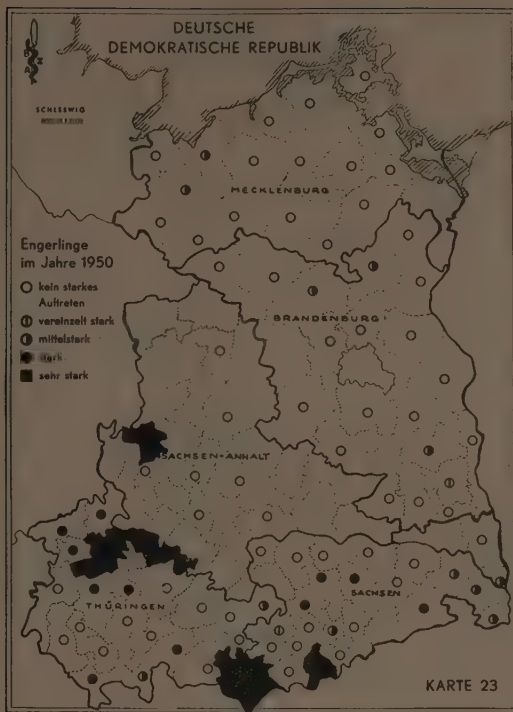 DEUTSCHE
DEMOKRATISCHE REPUBLIK
SCHLESWIG
MECKLENBURG
Engerlinge
im Jahre 1950
kein starkes
Auftreten
vereinzelt stark
mittelstark
stark
sehr stark
BRANDENBURG
SACHSEN-ANHALT
THÜRINGEN
SACHSEN
KARTE 23